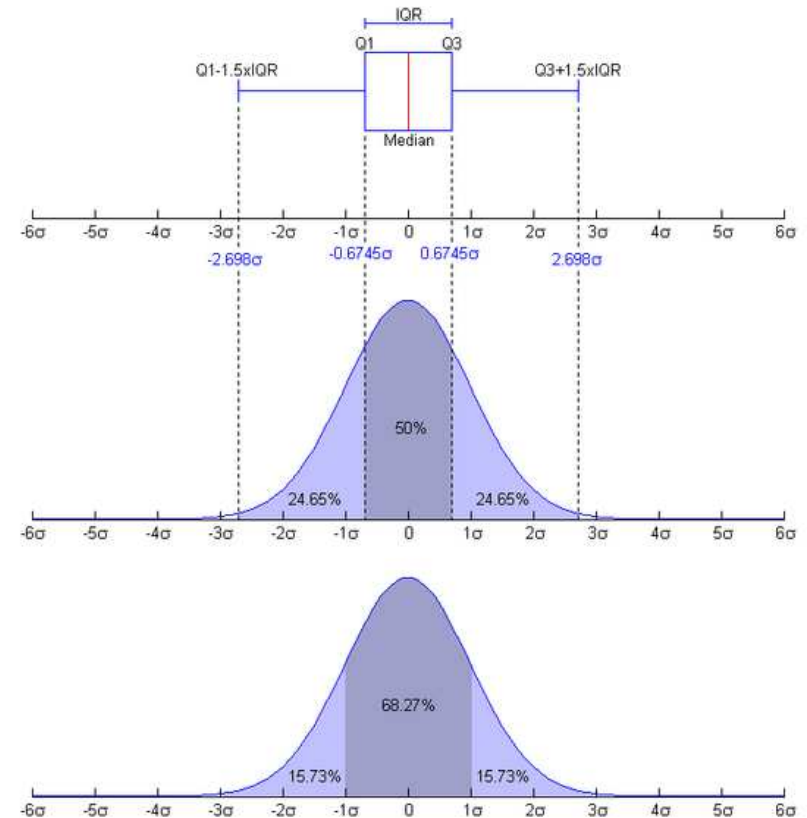 IQR
Q1 Q3
Q1-1.5xIQR Q3+1.5xIQR
Median
-6σ -5σ -4σ -3σ -2σ -1σ 0 1σ 2σ 3σ 4σ 5σ 6σ
-2.698σ -0.6745σ 0.6745σ 2.698σ
50%
24.65% 24.65%
-6σ -5σ -4σ -3σ -2σ -1σ 0 1σ 2σ 3σ 4σ 5σ 6σ
68.27%
15.73% 15.73%
-6σ -5σ -4σ -3σ -2σ -1σ 0 1σ 2σ 3σ 4σ 5σ 6σ